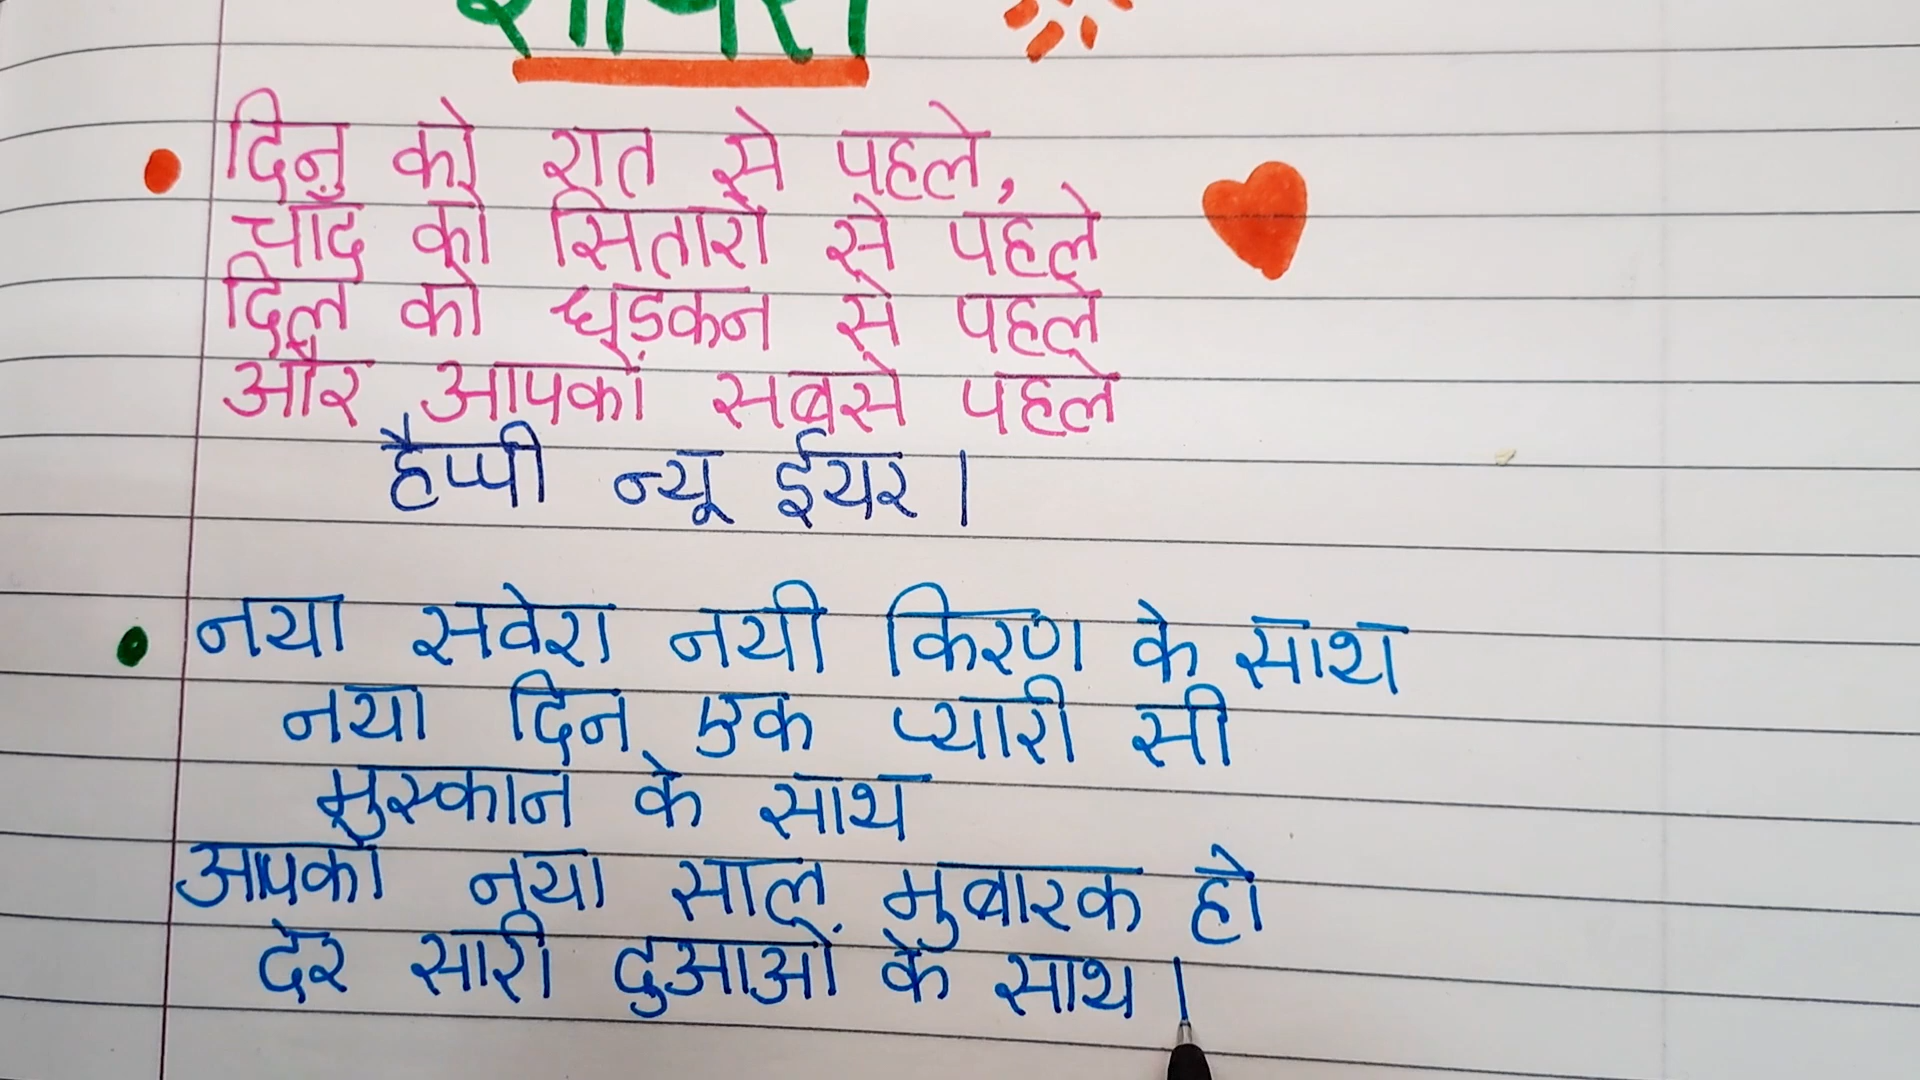 शायरी
दिन को रात से पहले,
चाँद को सितारों से पहले
दिल को धड़कन से पहले
और आपको सबसे पहले
हैप्पी न्यू ईयर।
नया सवेरा नयी किरण के साथ
नया दिन एक प्यारी सी
मुस्कान के साथ
आपको नया साल मुबारक हो
देर सारी दुआओं के साथ।